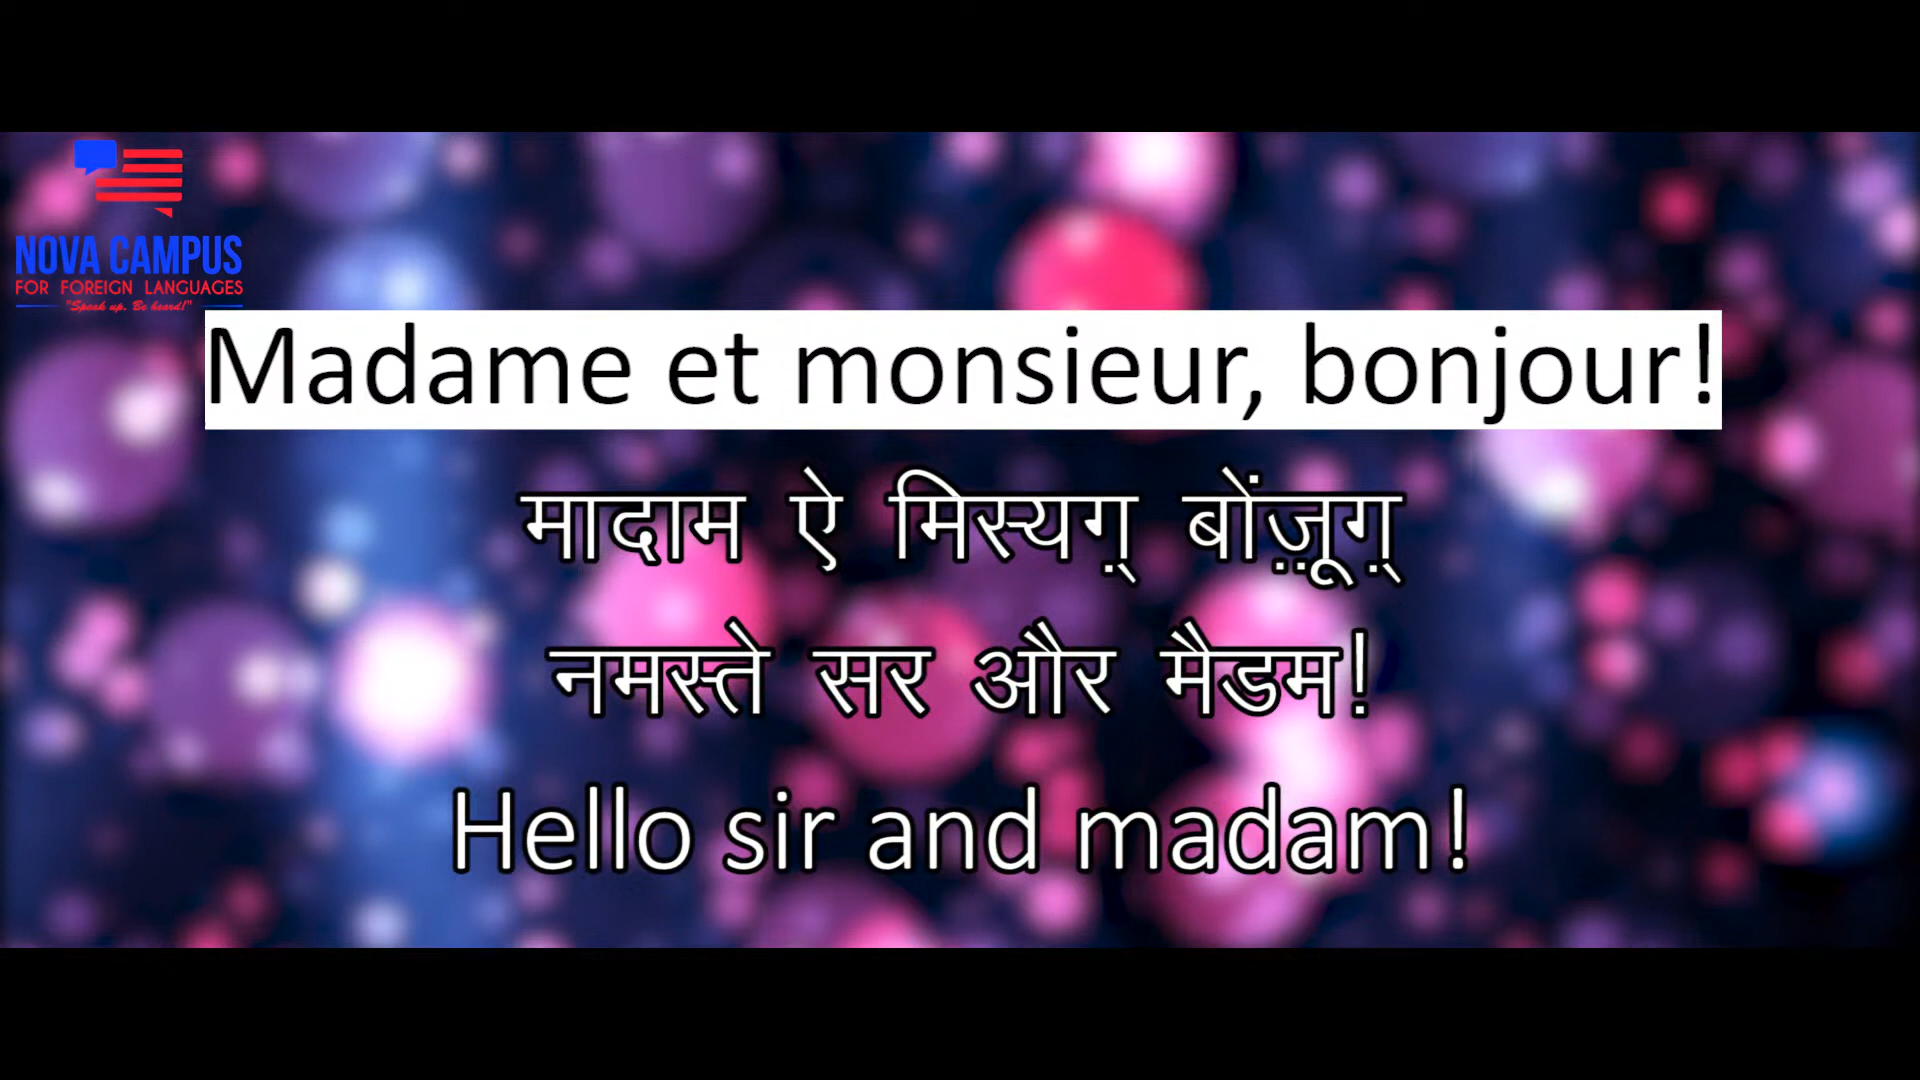 NOVA CAMPUS
FOR FOREIGN LANGUAGES
"Speak up. Be heard!"
Madame et monsieur, bonjour!
मादाम ऐ मिस्यग़् बोंज़ूग़्
नमस्ते सर और मैडम!
Hello sir and madam!